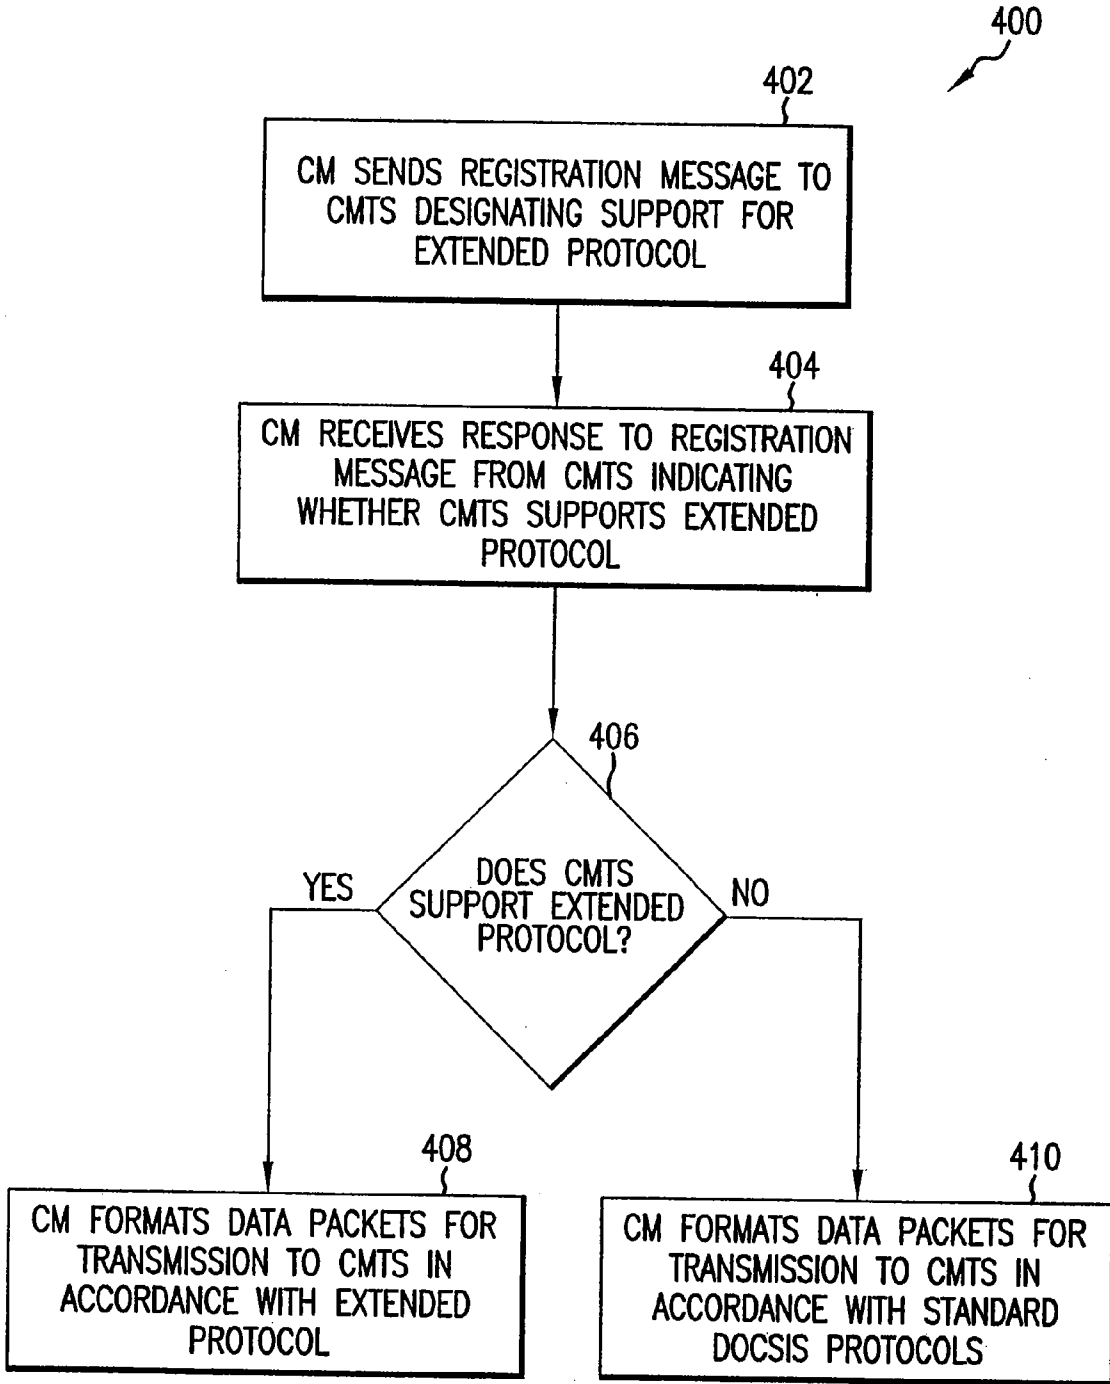 400
402
CM SENDS REGISTRATION MESSAGE TO
CMTS DESIGNATING SUPPORT FOR
EXTENDED PROTOCOL
404
CM RECEIVES RESPONSE TO REGISTRATION
MESSAGE FROM CMTS INDICATING
WHETHER CMTS SUPPORTS EXTENDED
PROTOCOL
406
DOES CMTS
SUPPORT EXTENDED
PROTOCOL?
YES
NO
408
CM FORMATS DATA PACKETS FOR
TRANSMISSION TO CMTS IN
ACCORDANCE WITH EXTENDED
PROTOCOL
410
CM FORMATS DATA PACKETS FOR
TRANSMISSION TO CMTS IN
ACCORDANCE WITH STANDARD
DOCSIS PROTOCOLS